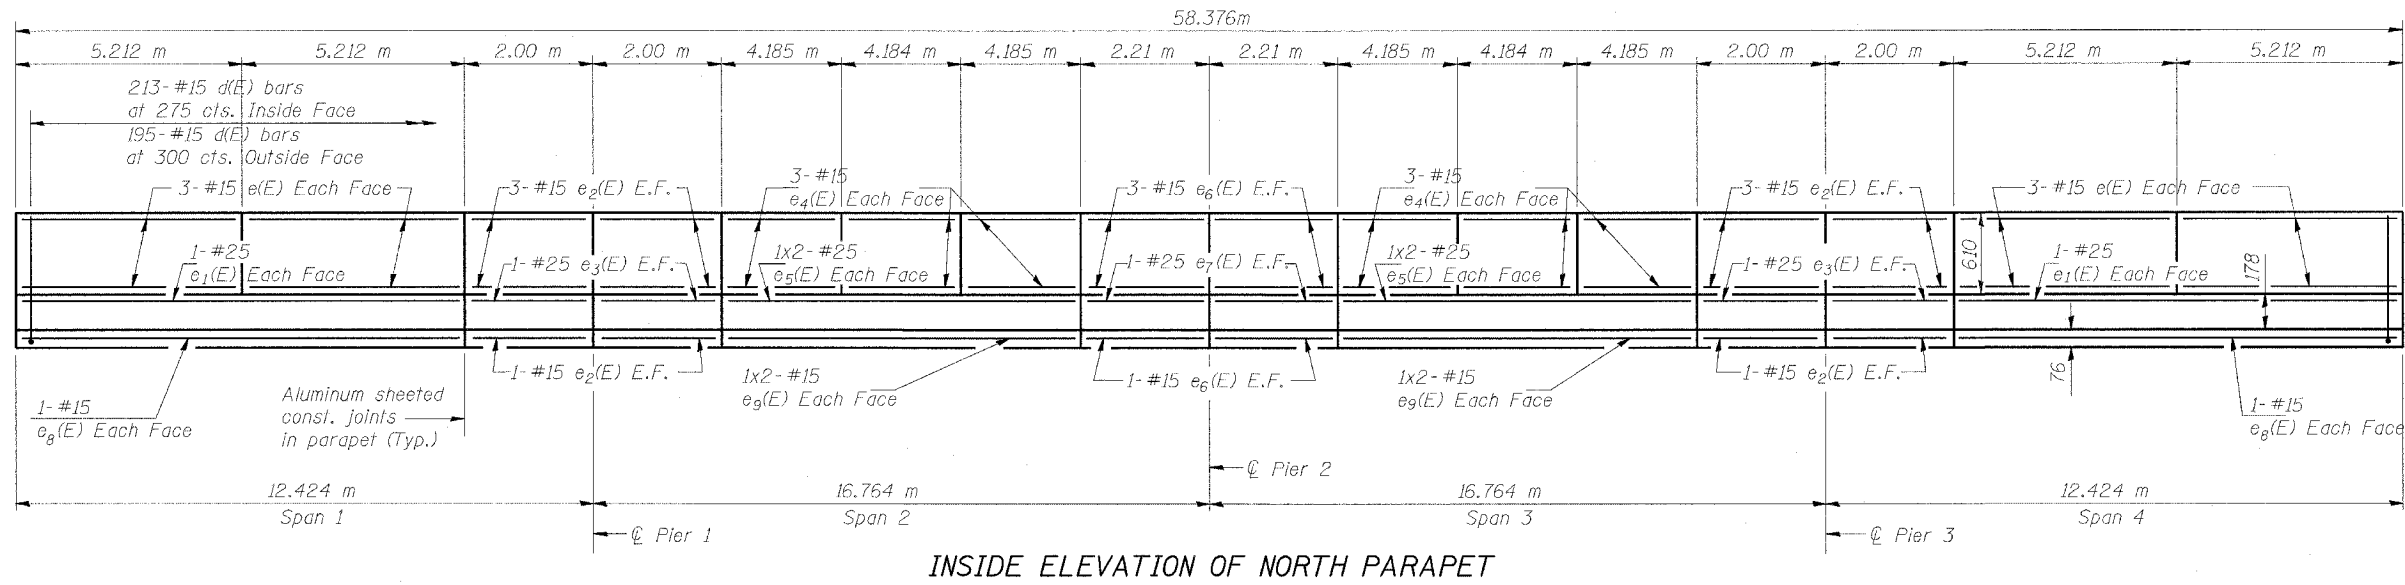 58.376m
5.212 m 5.212 m 2.00 m 2.00 m 4.185 m 4.184 m 4.185 m 2.21 m 2.21 m 4.185 m 4.184 m 4.185 m 2.00 m 2.00 m 5.212 m 5.212 m
213-#15 d(E) bars
at 275 cts. Inside Face
195-#15 d(E) bars
at 300 cts. Outside Face
3-#15 e(E) Each Face
3-#15 e2(E) E.F.
3-#15
e4(E) Each Face
3-#15 e6(E) E.F.
3-#15
e4(E) Each Face
3-#15 e2(E) E.F.
3-#15 e(E) Each Face
1-#25
e1(E) Each Face
1-#25 e3(E) E.F.
1x2-#25
e5(E) Each Face
1-#25 e7(E) E.F.
1x2-#25
e5(E) Each Face
1-#25 e3(E) E.F.
610
1-#25
e1(E) Each Face
178
1-#15
e8(E) Each Face
Aluminum sheeted
const. joints
in parapet (Typ.)
1-#15 e2(E) E.F.
1x2-#15
e9(E) Each Face
1-#15 e6(E) E.F.
1x2-#15
e9(E) Each Face
1-#15 e2(E) E.F.
76
1-#15
e8(E) Each Face
℄ Pier 2
12.424 m 16.764 m 16.764 m 12.424 m
Span 1 Span 2 Span 3 Span 4
℄ Pier 1
℄ Pier 3
INSIDE ELEVATION OF NORTH PARAPET